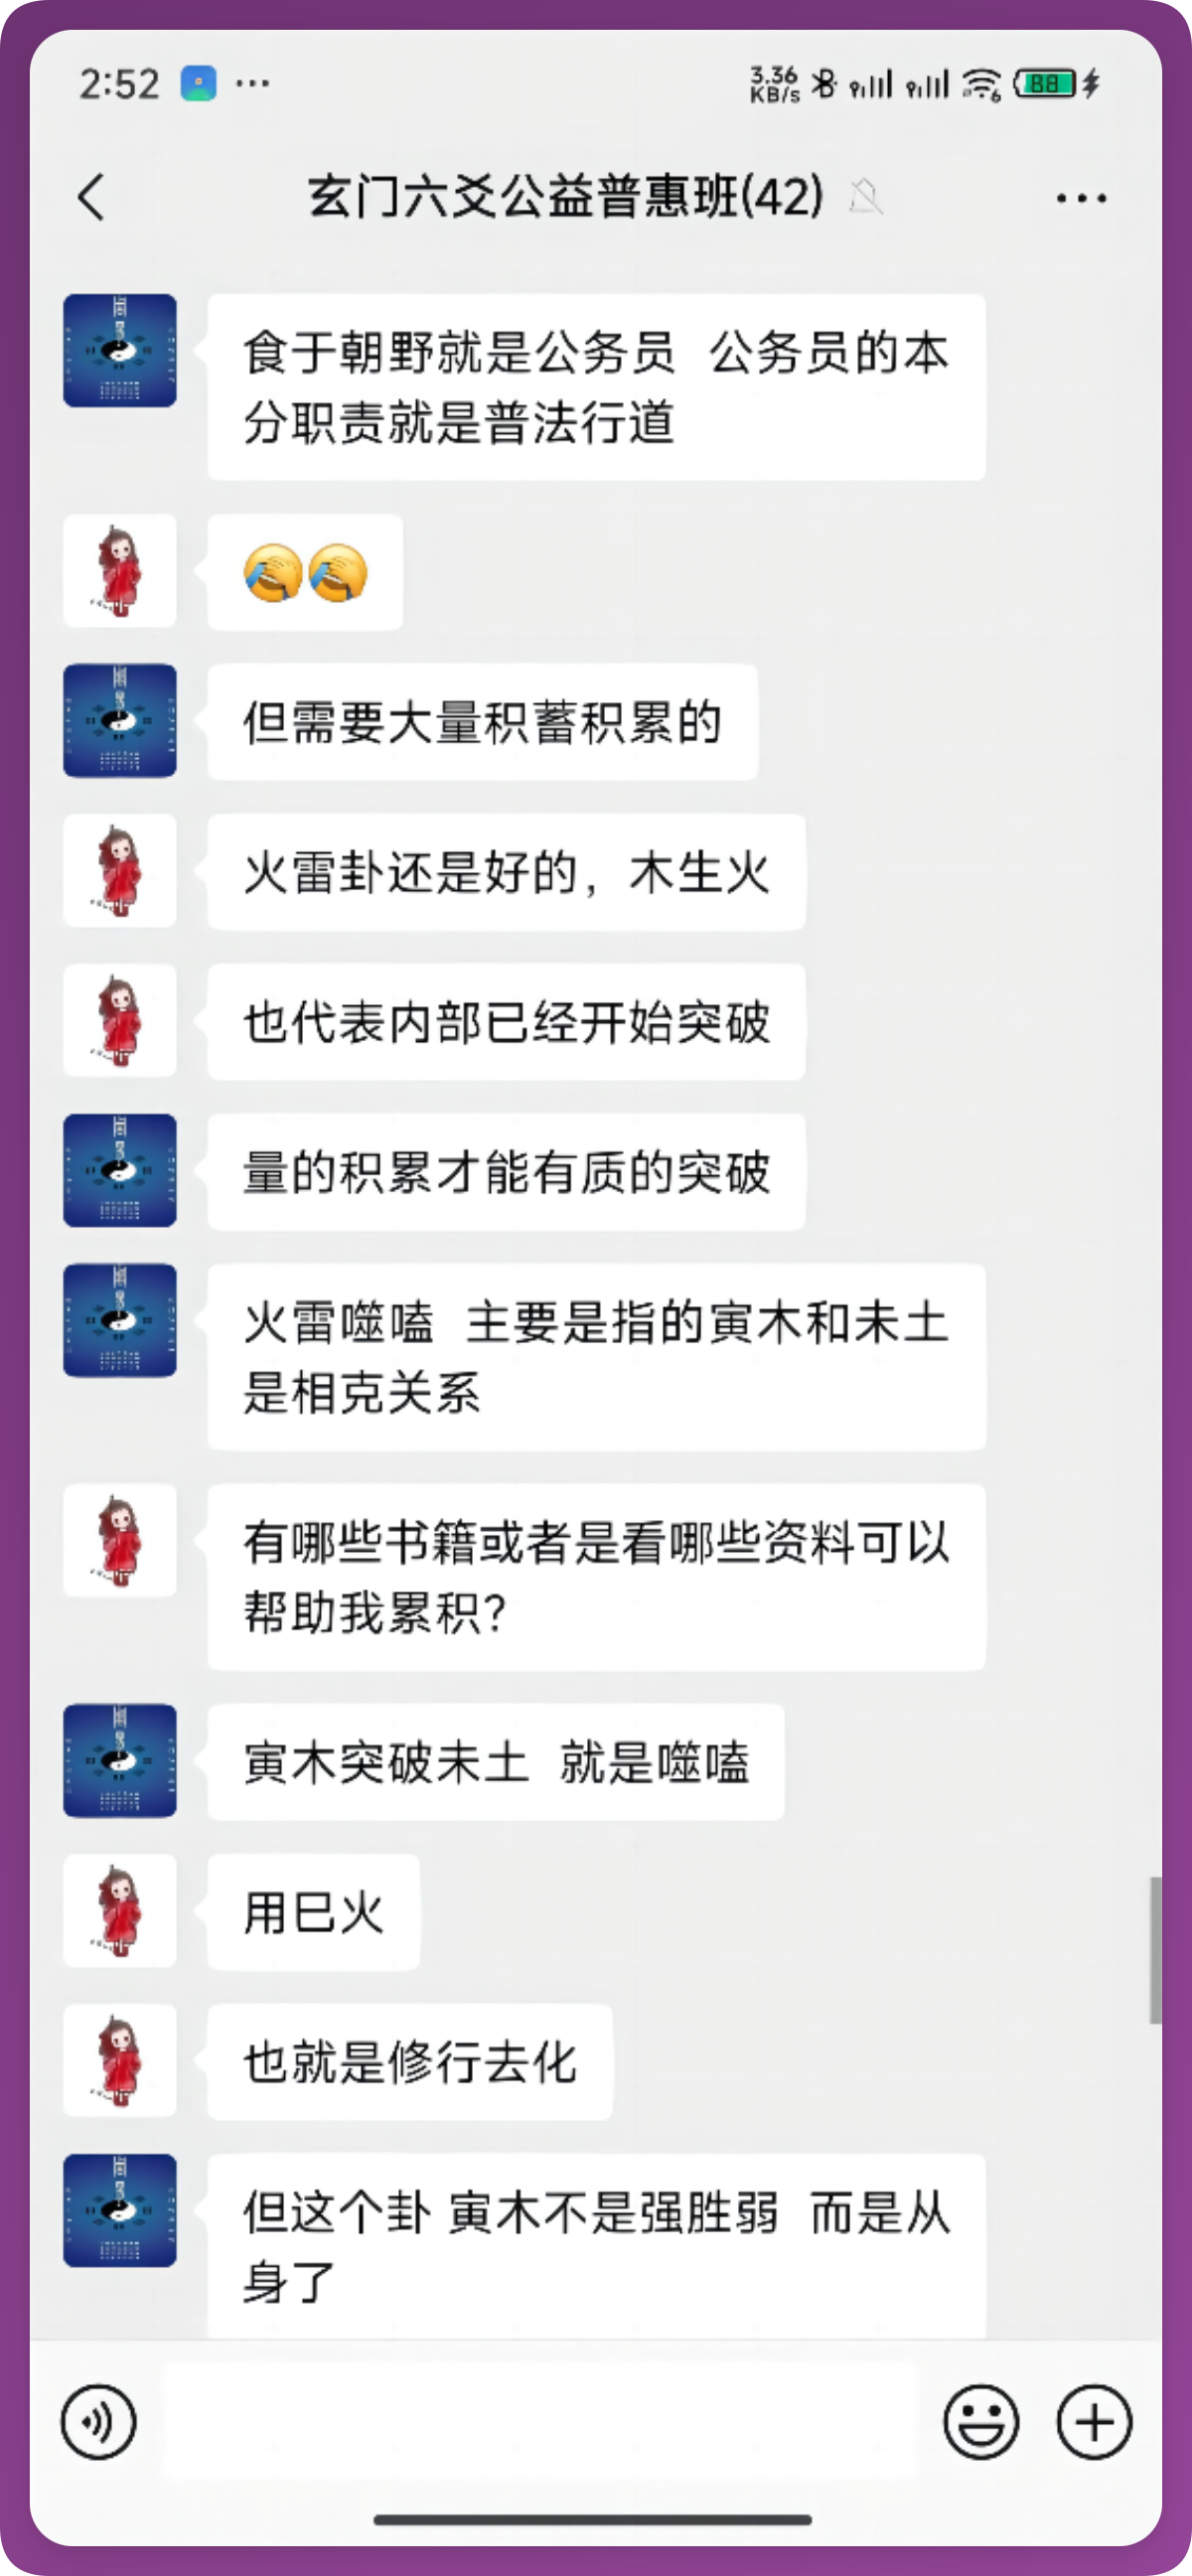 2:52
3.36
KB/s
6
88
玄门六爻公益普惠班(42)
食于朝野就是公务员 公务员的本
分职责就是普法行道
🤦🤦
但需要大量积蓄积累的
火雷卦还是好的，木生火
也代表内部已经开始突破
量的积累才能有质的突破
火雷噬嗑 主要是指的寅木和未土
是相克关系
有哪些书籍或者是看哪些资料可以
帮助我累积？
寅木突破未土 就是噬嗑
用巳火
也就是修行去化
但这个卦 寅木不是强胜弱 而是从
身了